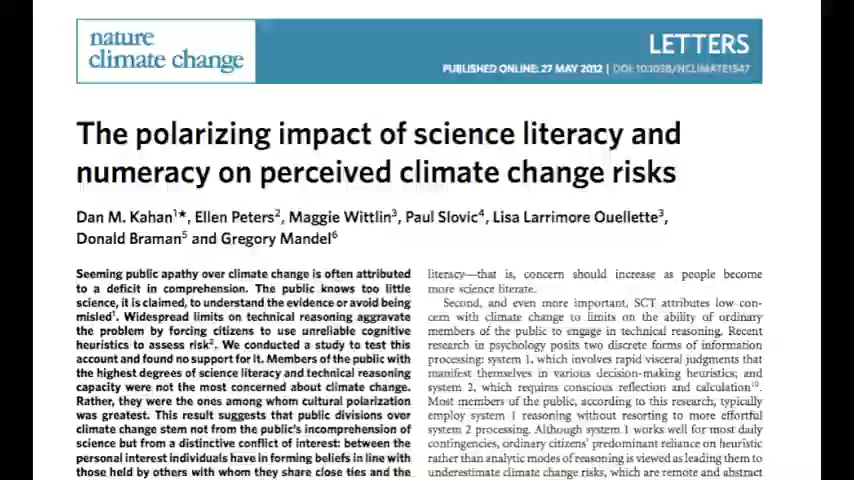 nature
climate change
LETTERS
PUBLISHED ONLINE: 27 MAY 2012 | DOI: 10.1038/NCLIMATE1547
The polarizing impact of science literacy and
numeracy on perceived climate change risks
Dan M. Kahan1*, Ellen Peters2, Maggie Wittlin3, Paul Slovic4, Lisa Larrimore Ouellette3,
Donald Braman5 and Gregory Mandel6
Seeming public apathy over climate change is often attributed
to a deficit in comprehension. The public knows too little
science, it is claimed, to understand the evidence or avoid being
misled1. Widespread limits on technical reasoning aggravate
the problem by forcing citizens to use unreliable cognitive
heuristics to assess risk2. We conducted a study to test this
account and found no support for it. Members of the public with
the highest degrees of science literacy and technical reasoning
capacity were not the most concerned about climate change.
Rather, they were the ones among whom cultural polarization
was greatest. This result suggests that public divisions over
climate change stem not from the public's incomprehension of
science but from a distinctive conflict of interest: between the
personal interest individuals have in forming beliefs in line with
those held by others with whom they share close ties and the
literacy—that is, concern should increase as people become
more science literate.
Second, and even more important, SCT attributes low con-
cern with climate change to limits on the ability of ordinary
members of the public to engage in technical reasoning. Recent
research in psychology posits two discrete forms of information
processing: system 1, which involves rapid visceral judgments that
manifest themselves in various decision-making heuristics; and
system 2, which requires conscious reflection and calculation10.
Most members of the public, according to this research, typically
employ system 1 reasoning without resorting to more effortful
system 2 processing. Although system 1 works well for most daily
contingencies, ordinary citizens' predominant reliance on heuristic
rather than analytic modes of reasoning is viewed as leading them to
underestimate climate change risks, which are remote and abstract